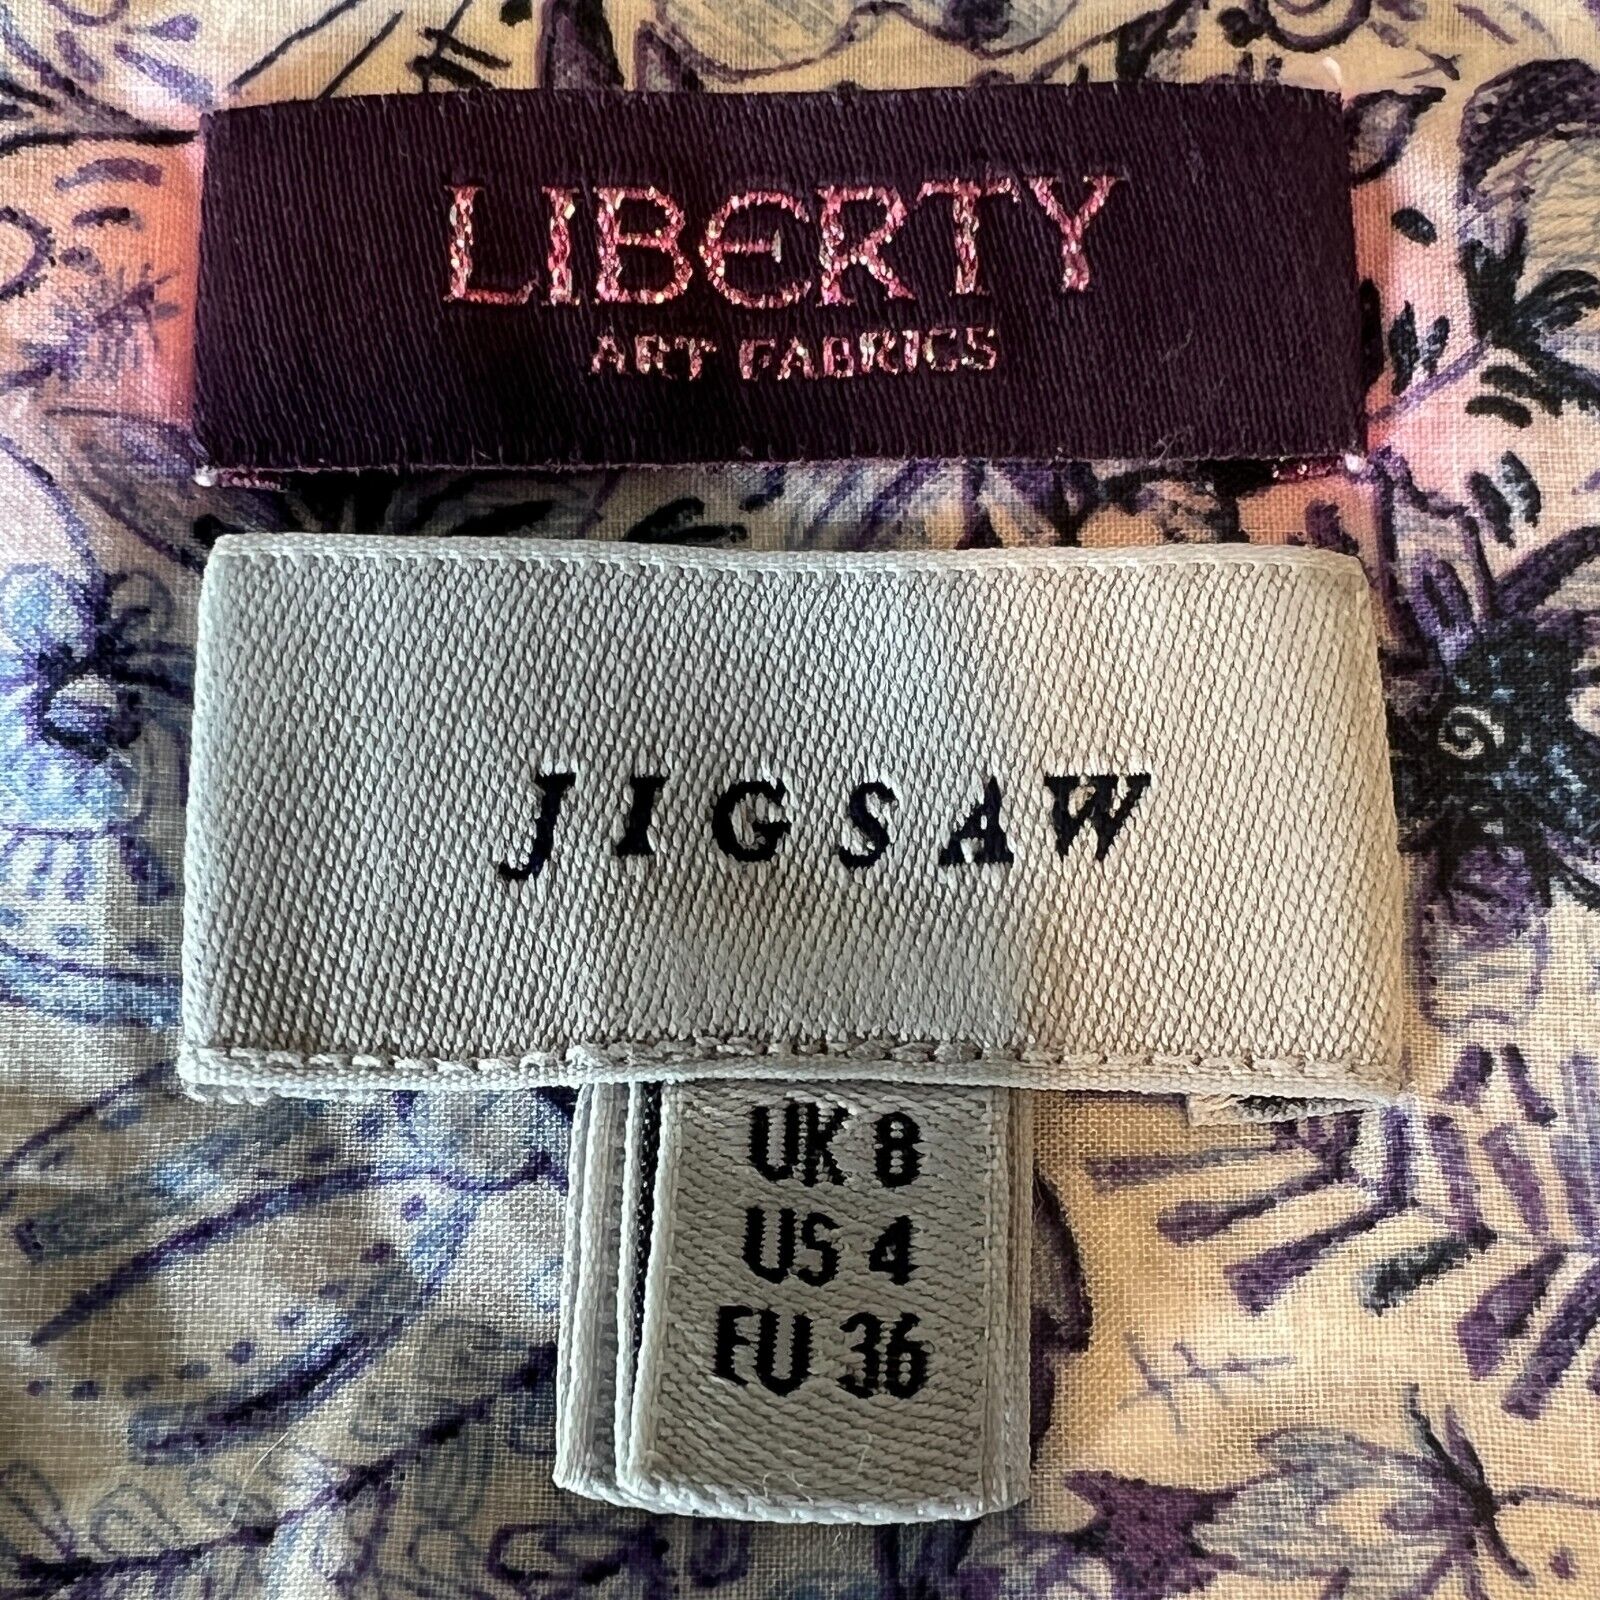 LIBERTY
ART FABRICS
JIGSAW
UK 8
US 4
EU 36